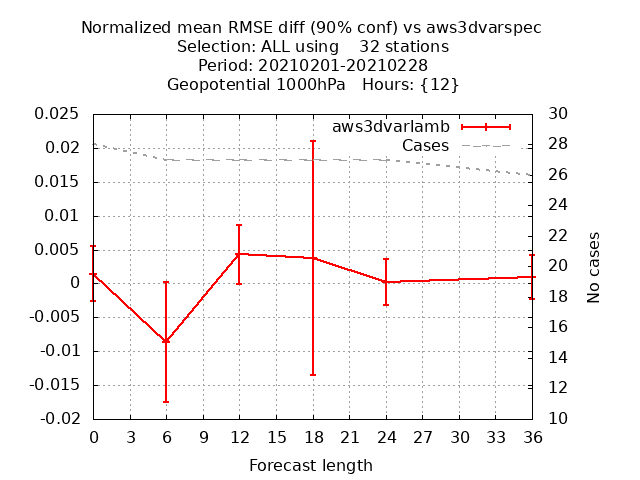 Normalized mean RMSE diff (90% conf) vs aws3dvarspec
Selection: ALL using    32 stations
Period: 20210201-20210228
Geopotential 1000hPa   Hours: {12}
aws3dvarlamb
Cases
0.025
0.02
0.015
0.01
0.005
0
-0.005
-0.01
-0.015
-0.02
30
28
26
24
22
20
18
16
14
12
10
No cases
0 3 6 9 12 15 18 21 24 27 30 33 36
Forecast length